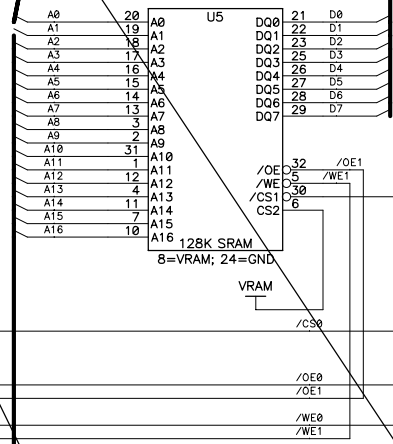 U5
A0 20 A0 DQ0 21 D0
A1 19 A1 DQ1 22 D1
A2 18 A2 DQ2 23 D2
A3 17 A3 DQ3 25 D3
A4 16 A4 DQ4 26 D4
A5 15 A5 DQ5 27 D5
A6 14 A6 DQ6 28 D6
A7 13 A7 DQ7 29 D7
A8 3 A8
A9 2 A9
A10 31 A10
A11 1 A11 /OE 32 /OE1
A12 12 A12 /WE 5 /WE1
A13 4 A13 /CS1 30
A14 11 A14 CS2 6
A15 7 A15
A16 10 A16
128K SRAM
8=VRAM; 24=GND
VRAM
/CS0
/OE0
/OE1
/WE0
/WE1